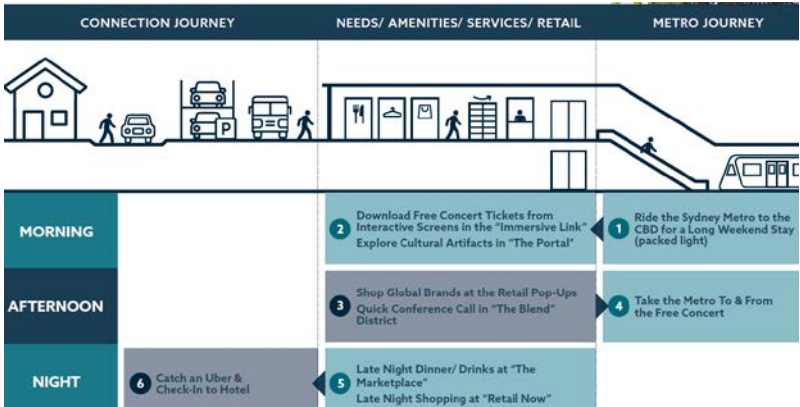 CONNECTION JOURNEY
NEEDS/ AMENITIES/ SERVICES/ RETAIL
METRO JOURNEY
P
MORNING
2
Download Free Concert Tickets from
Interactive Screens in the "Immersive Link"
Explore Cultural Artifacts in "The Portal"
1
Ride the Sydney Metro to the
CBD for a Long Weekend Stay
(packed light)
AFTERNOON
3
Shop Global Brands at the Retail Pop-Ups
Quick Conference Call in "The Blend"
District
4
Take the Metro To & From
the Free Concert
NIGHT
6
Catch an Uber &
Check-In to Hotel
5
Late Night Dinner/ Drinks at "The
Marketplace"
Late Night Shopping at "Retail Now"